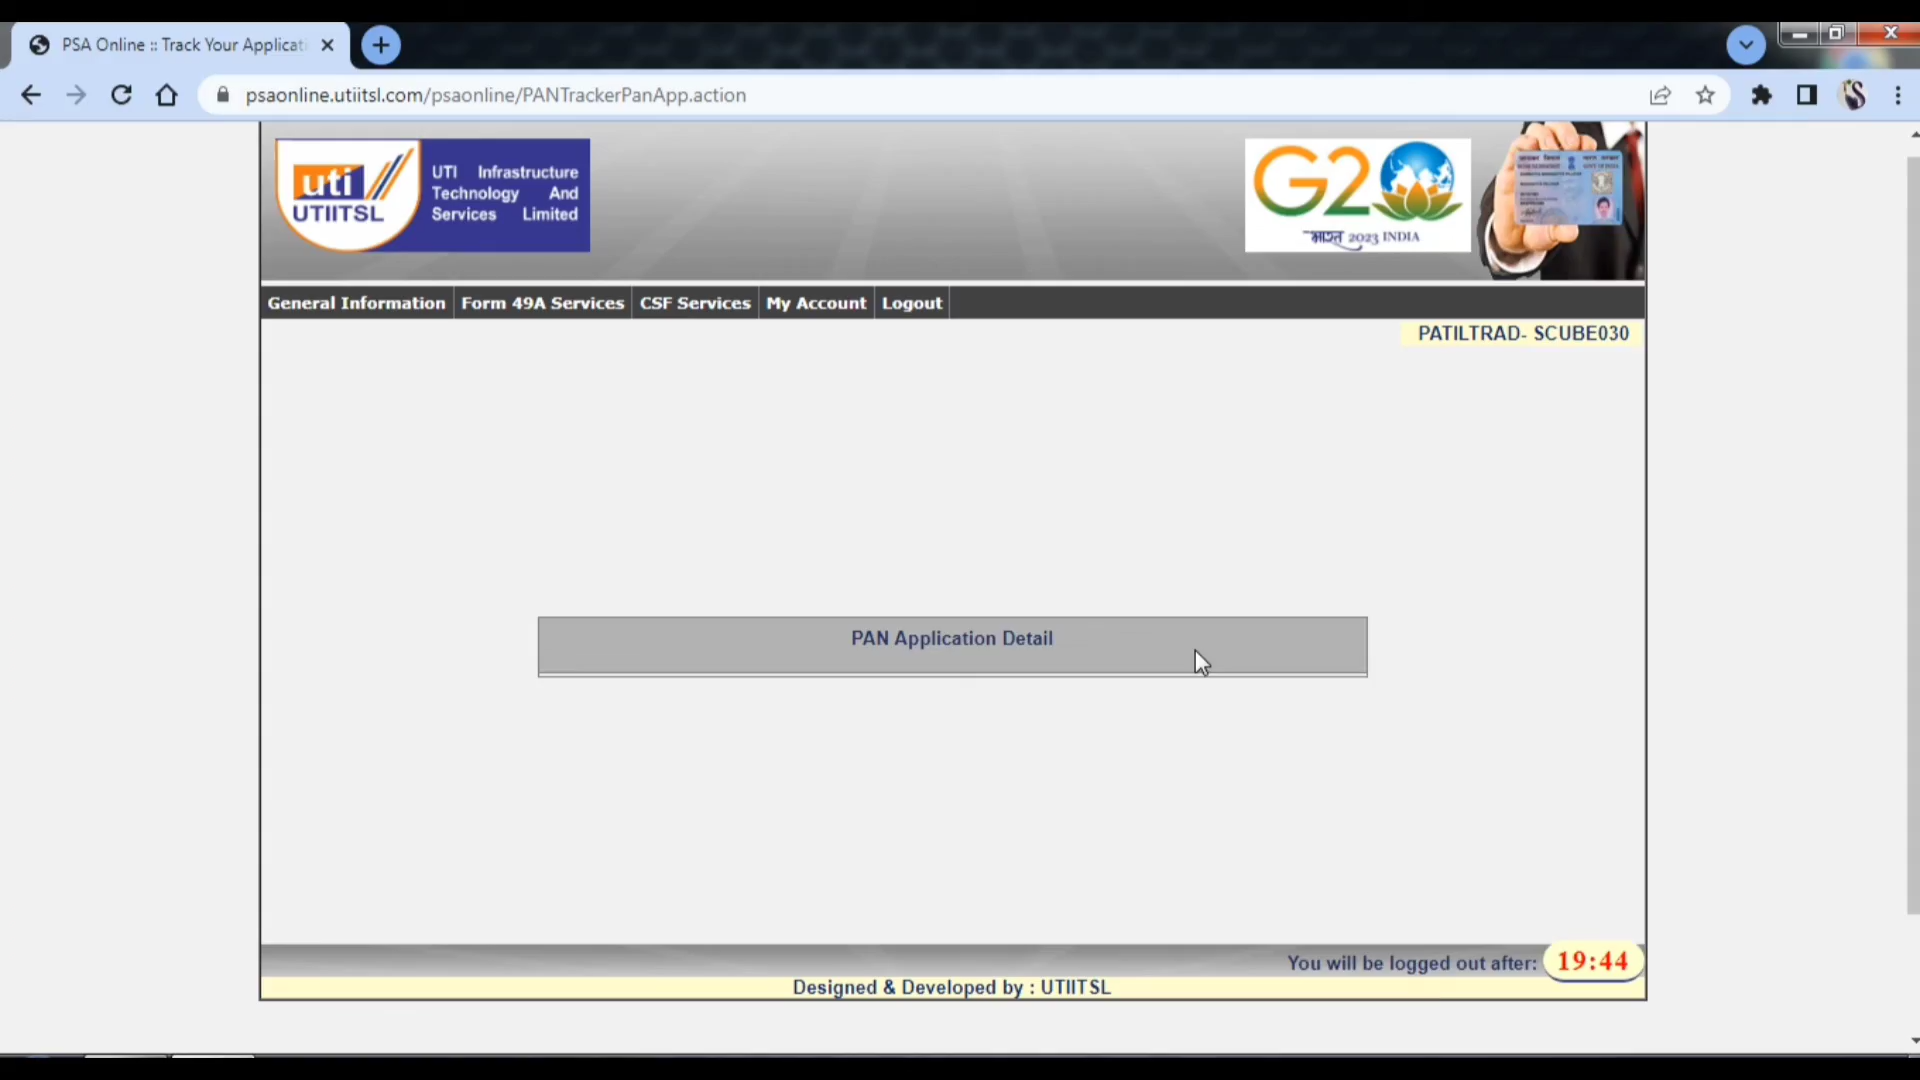 PSA Online :: Track Your Applicat
psaonline.utiitsl.com/psaonline/PANTrackerPanApp.action
uti
UTIITSL
UTI Infrastructure
Technology And
Services Limited
G20
भारत 2023 INDIA
General Information
Form 49A Services
CSF Services
My Account
Logout
PATILTRAD- SCUBE030
PAN Application Detail
You will be logged out after: 19:44
Designed & Developed by : UTIITSL